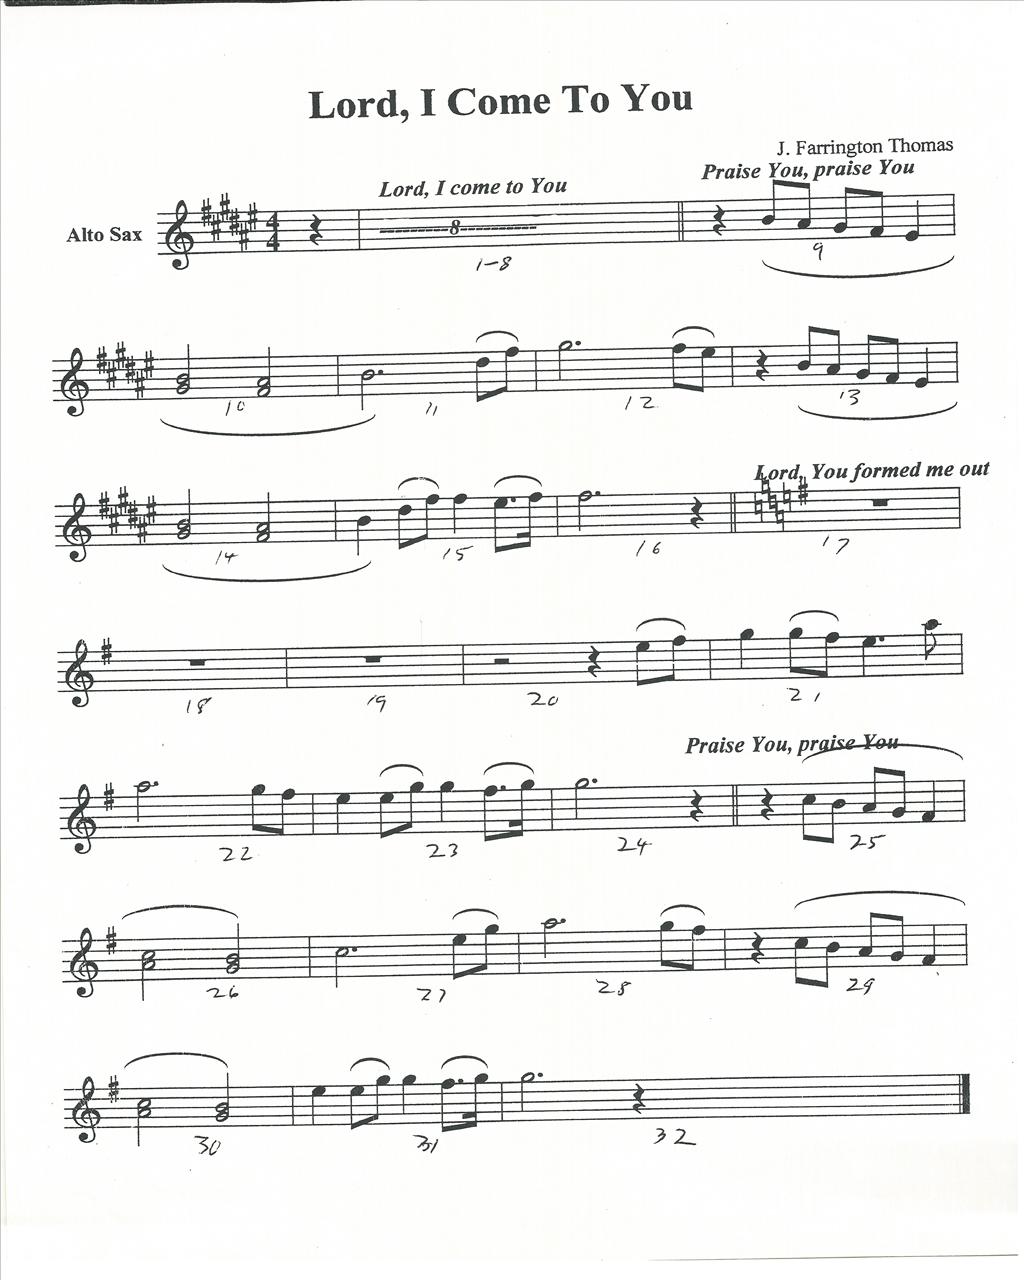 Lord, I Come To You
J. Farrington Thomas
Lord, I come to You
Praise You, praise You
Alto Sax
4
4
----------8----------
1-8
9
10 11 12 13
Lord, You formed me out
14 15 16 17
18 19 20 21
Praise You, praise You
22 23 24 25
26 27 28 29
30 31 32